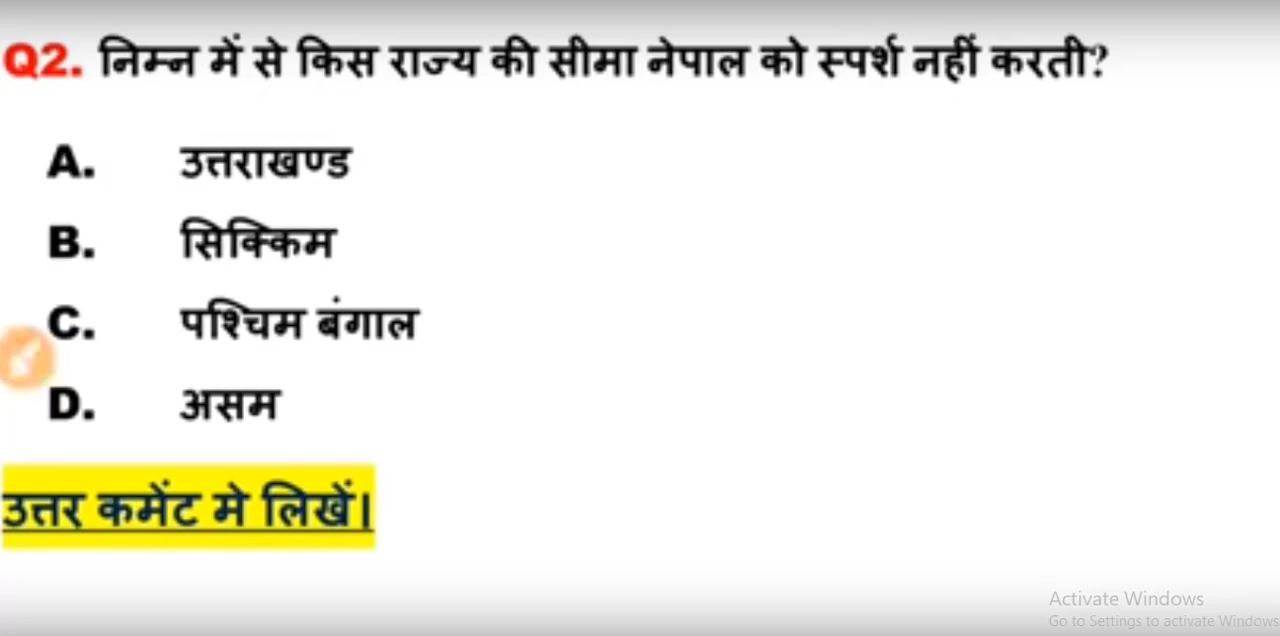 Q2. निम्न में से किस राज्य की सीमा नेपाल को स्पर्श नहीं करती?
A. उत्तराखण्ड
B. सिक्किम
C. पश्चिम बंगाल
D. असम
उत्तर कमेंट मे लिखें।
Activate Windows
Go to Settings to activate Windows